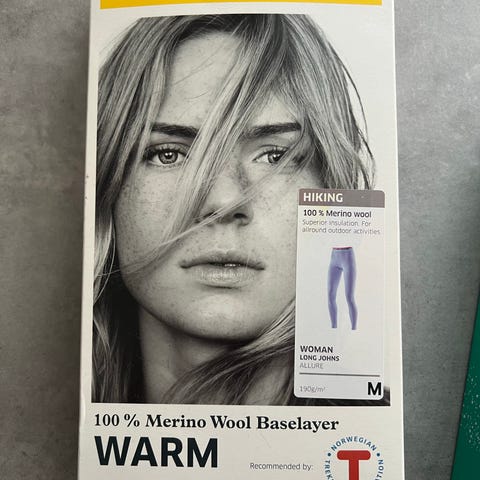 HIKING
100 % Merino wool
Superior insulation. For
allround outdoor activities
WOMAN
LONG JOHNS
ALLURE
190g/m²
M
100 % Merino Wool Baselayer
WARM
Recommended by:
NORWEGIAN
T